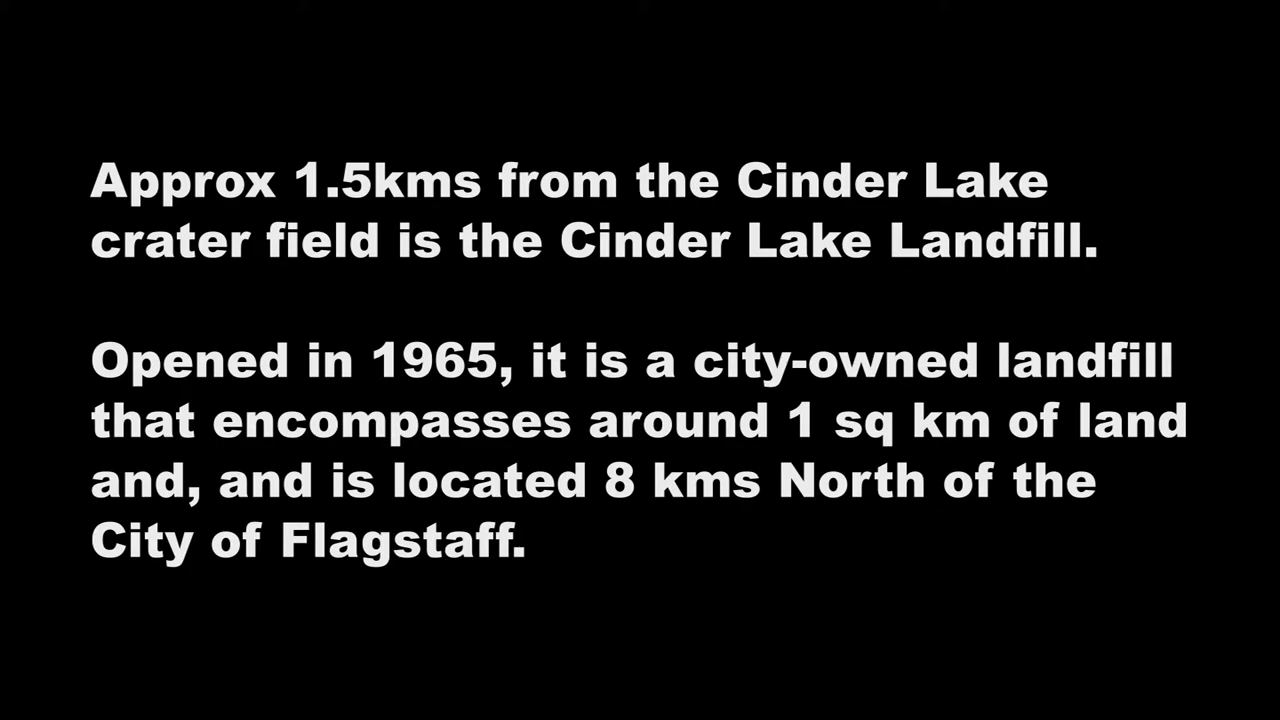 Approx 1.5kms from the Cinder Lake
crater field is the Cinder Lake Landfill.
Opened in 1965, it is a city-owned landfill
that encompasses around 1 sq km of land
and, and is located 8 kms North of the
City of Flagstaff.